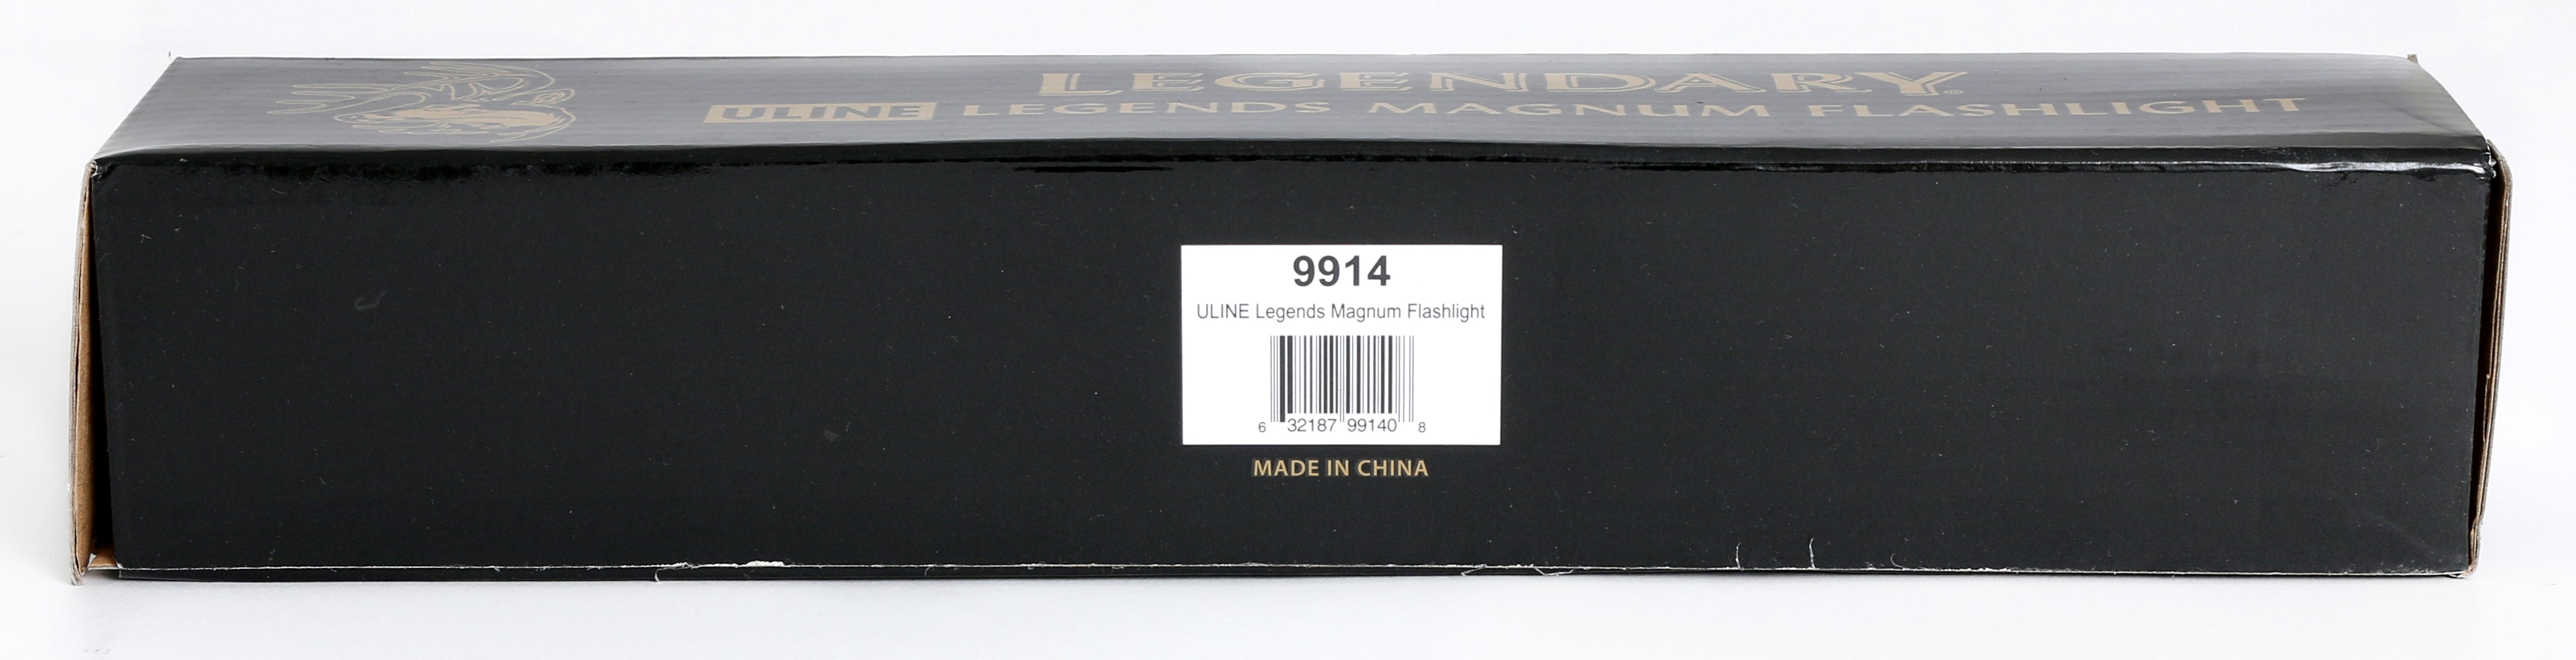 LEGENDARY®
ULINE LEGENDS MAGNUM FLASHLIGHT
9914
ULINE Legends Magnum Flashlight
6 32187 99140 8
MADE IN CHINA